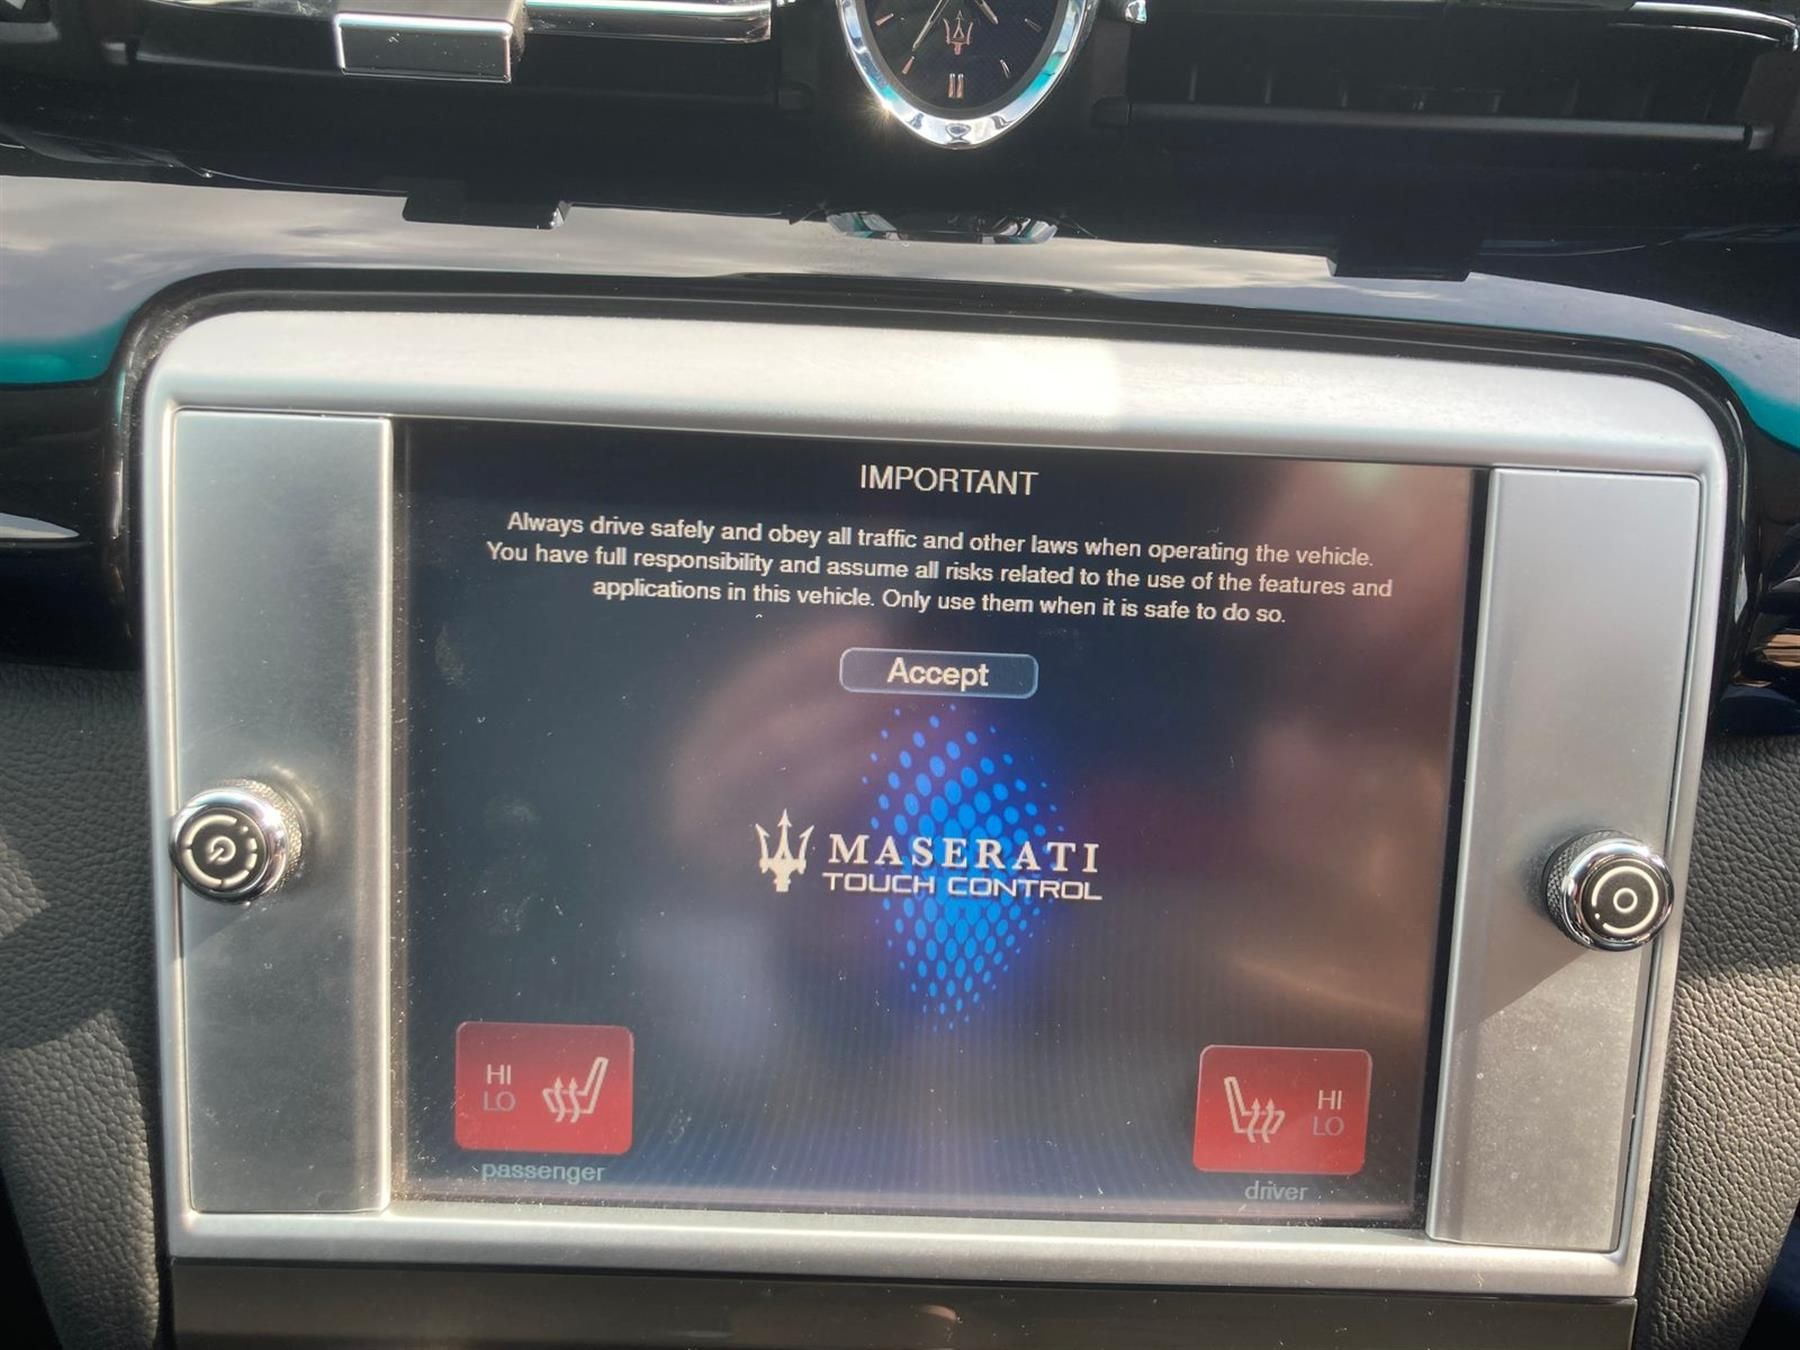 IMPORTANT
Always drive safely and obey all traffic and other laws when operating the vehicle.
You have full responsibility and assume all risks related to the use of the features and
applications in this vehicle. Only use them when it is safe to do so.
Accept
MASERATI
TOUCH CONTROL
HI
LO
passenger
HI
LO
driver